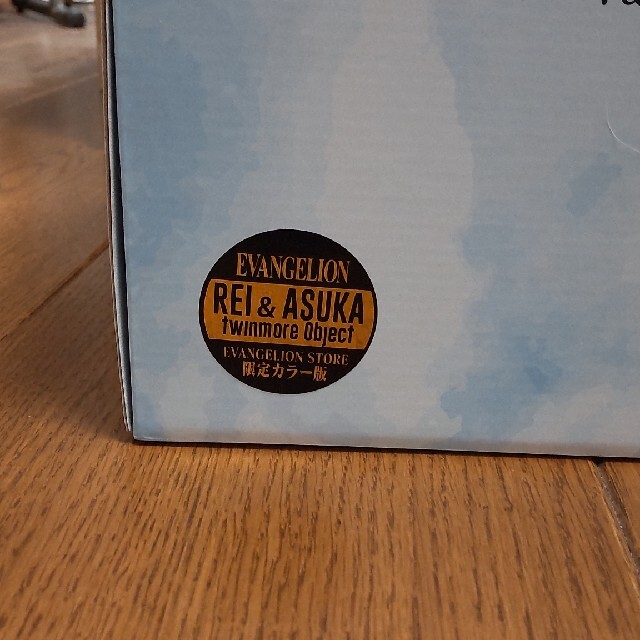 EVANGELION
REI & ASUKA
twinmore Object
EVANGELION STORE
限定カラー版